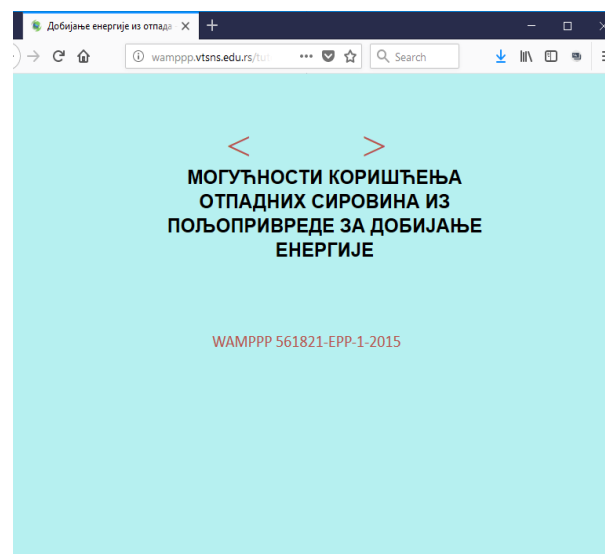 Добијање енергије из отпада
wamppp.vtsns.edu.rs/tut
Search
< >
МОГУЋНОСТИ КОРИШЋЕЊА
ОТПАДНИХ СИРОВИНА ИЗ
ПОЉОПРИВРЕДЕ ЗА ДОБИЈАЊЕ
ЕНЕРГИЈЕ
WAMPPP 561821-EPP-1-2015